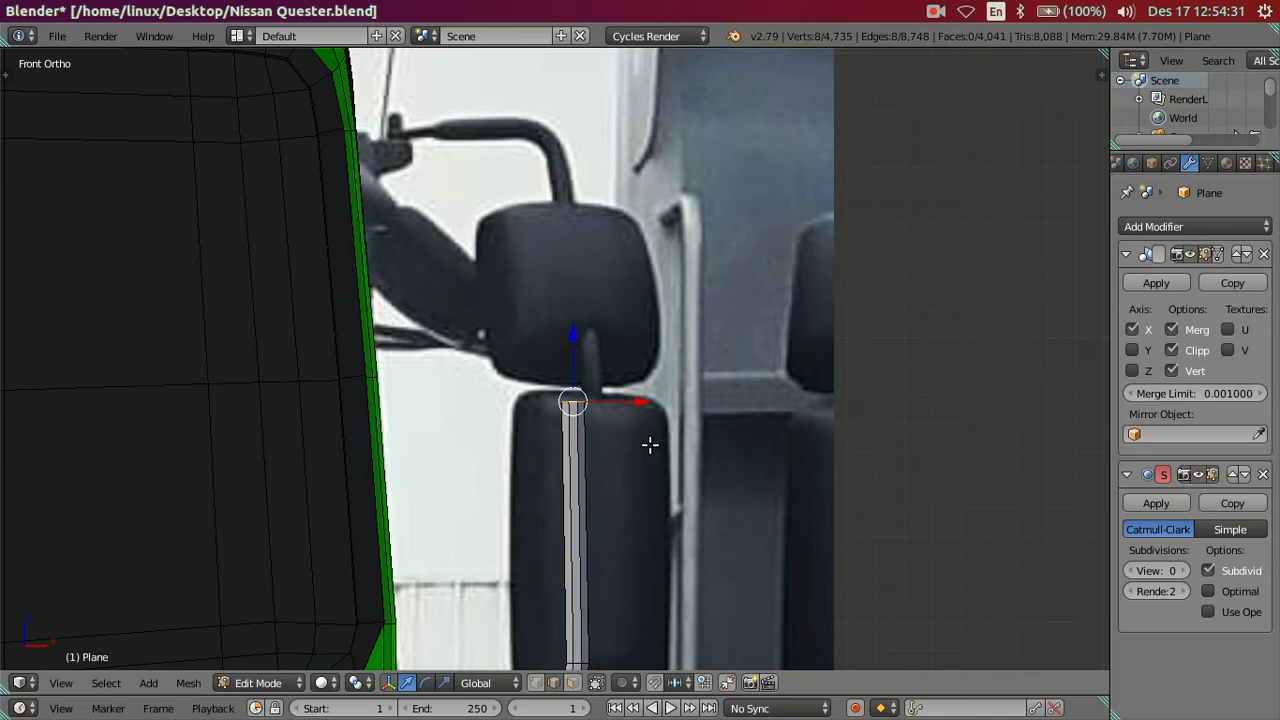 Blender* [/home/linux/Desktop/Nissan Quester.blend]
En (100%) Des 17 12:54:31
File Render Window Help Default Scene Cycles Render v2.79 | Verts:8/4,735 | Edges:8/8,748 | Faces:0/4,041 | Tris:8,088 | Mem:29.84M (7.70M) | Plane
Front Ortho
View Search All Sc
Scene
RenderL
World
Plane
Add Modifier
Apply Copy
Axis: Options: Textures:
X Merg U
Y Clipp V
Z Vert
Merge Limit: 0.001000
Mirror Object:
S
Apply Copy
Catmull-Clark Simple
Subdivisions: Options:
View: 0 Subdivid
Rende:2 Optimal
Use Ope
(1) Plane
View Select Add Mesh Edit Mode Global
View Marker Frame Playback Start: 1 End: 250 1 No Sync